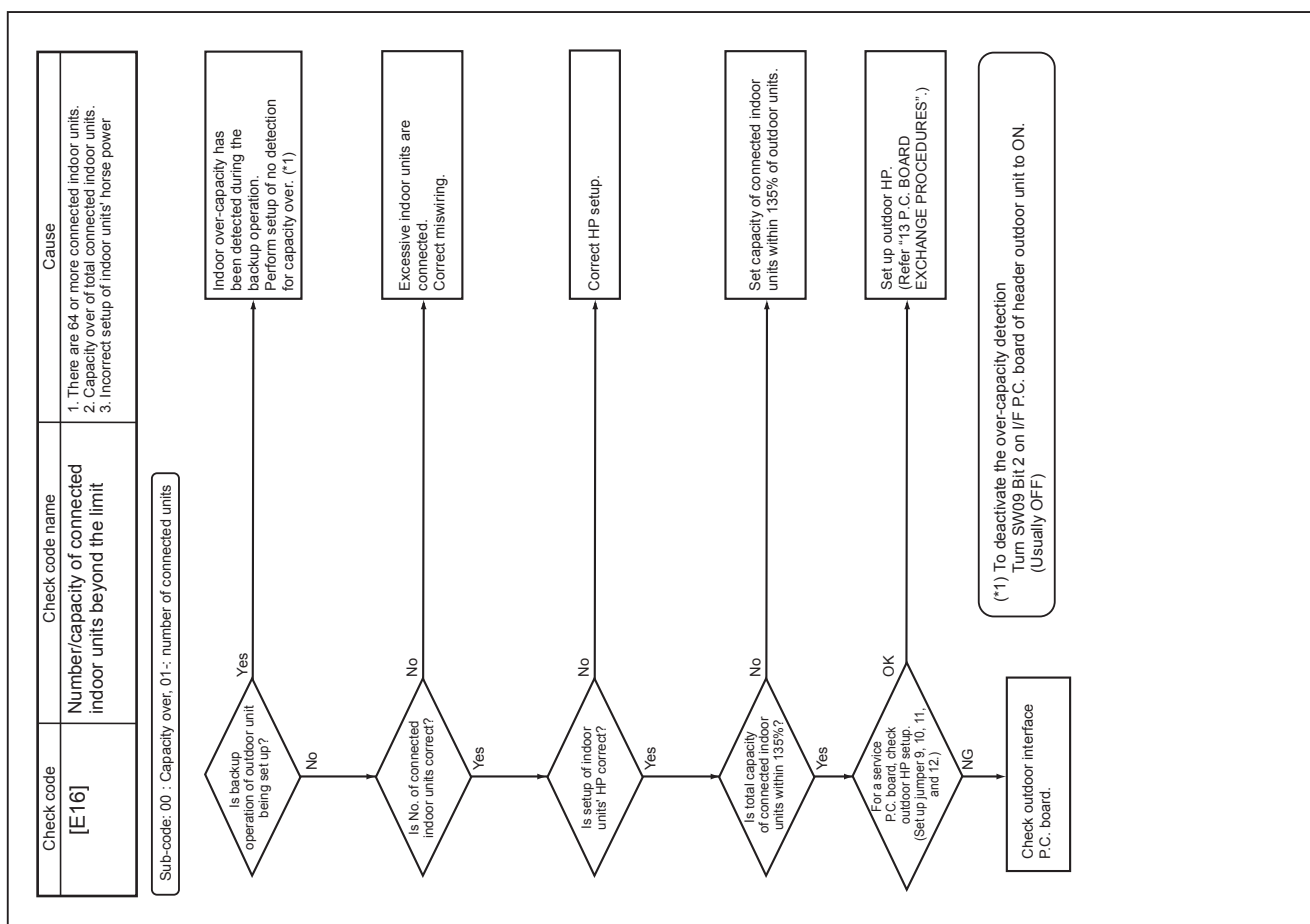 Check code
Check code name
Cause
[E16]
Number/capacity of connected
indoor units beyond the limit
1. There are 64 or more connected indoor units.
2. Capacity over of total connected indoor units.
3. Incorrect setup of indoor units' horse power
Sub-code: 00 : Capacity over, 01-: number of connected units
Is backup
operation of outdoor unit
being set up?
Yes
Indoor over-capacity has
been detected during the
backup operation.
Perform setup of no detection
for capacity over. (*1)
No
Is No. of connected
indoor units correct?
No
Excessive indoor units are
connected.
Correct miswiring.
Yes
Is setup of indoor
units' HP correct?
No
Correct HP setup.
Yes
Is total capacity
of connected indoor
units within 135%?
No
Set capacity of connected indoor
units within 135% of outdoor units.
Yes
For a service
P.C. board, check
outdoor HP setup.
(Set up jumper 9, 10, 11,
and 12.)
OK
Set up outdoor HP.
(Refer “13 P.C. BOARD
EXCHANGE PROCEDURES”.)
NG
Check outdoor interface
P.C. board.
(*1) To deactivate the over-capacity detection
Turn SW09 Bit 2 on I/F P.C. board of header outdoor unit to ON.
(Usually OFF)